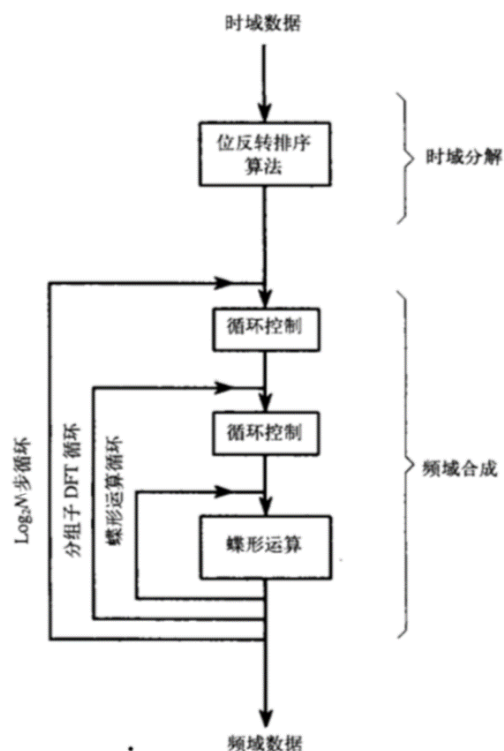 时域数据
位反转排序
算法
时域分解
循环控制
循环控制
蝶形运算
频域合成
Log₂N步循环
分组子 DFT 循环
蝶形运算循环
频域数据